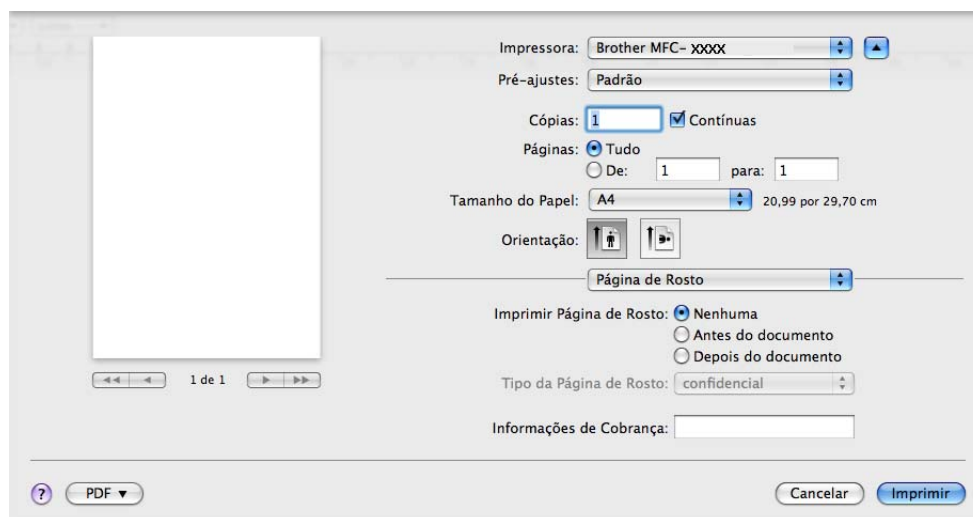 Impressora: Brother MFC- XXXX
Pré-ajustes: Padrão
Cópias: 1 Contínuas
Páginas: Tudo
De: 1 para: 1
Tamanho do Papel: A4 20,99 por 29,70 cm
Orientação:
Página de Rosto
Imprimir Página de Rosto: Nenhuma
Antes do documento
Depois do documento
1 de 1
Tipo da Página de Rosto: confidencial
Informações de Cobrança:
? PDF Cancelar Imprimir